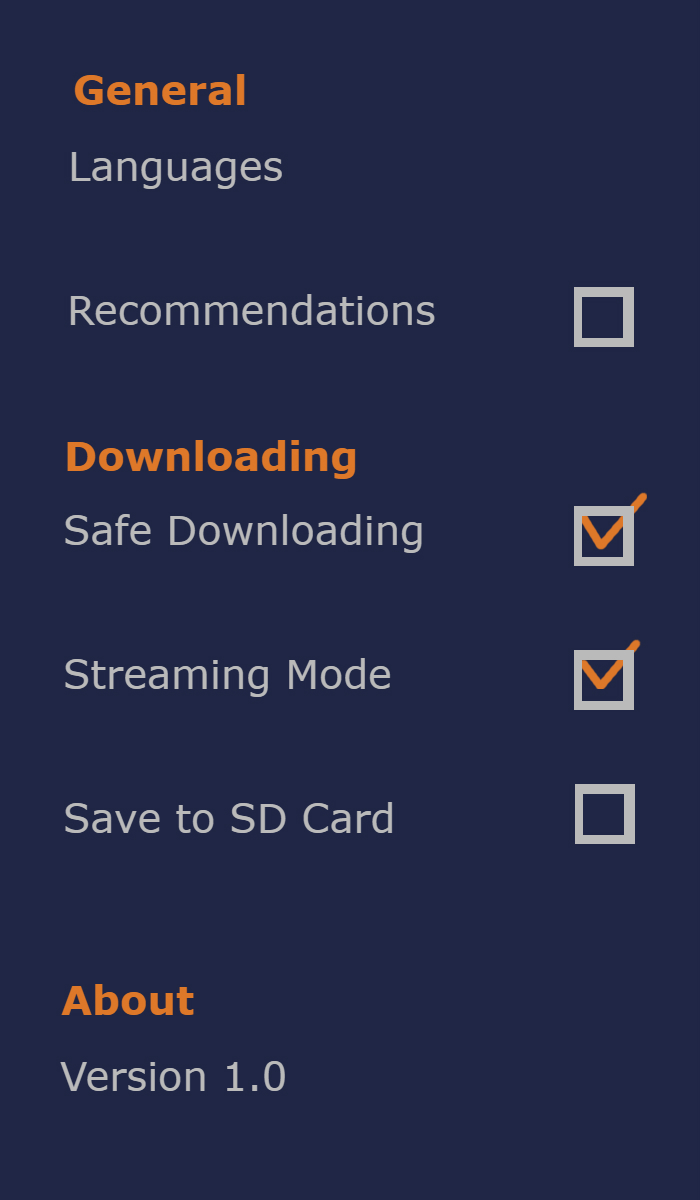 General
Languages
Recommendations
Downloading
Safe Downloading
Streaming Mode
Save to SD Card
About
Version 1.0